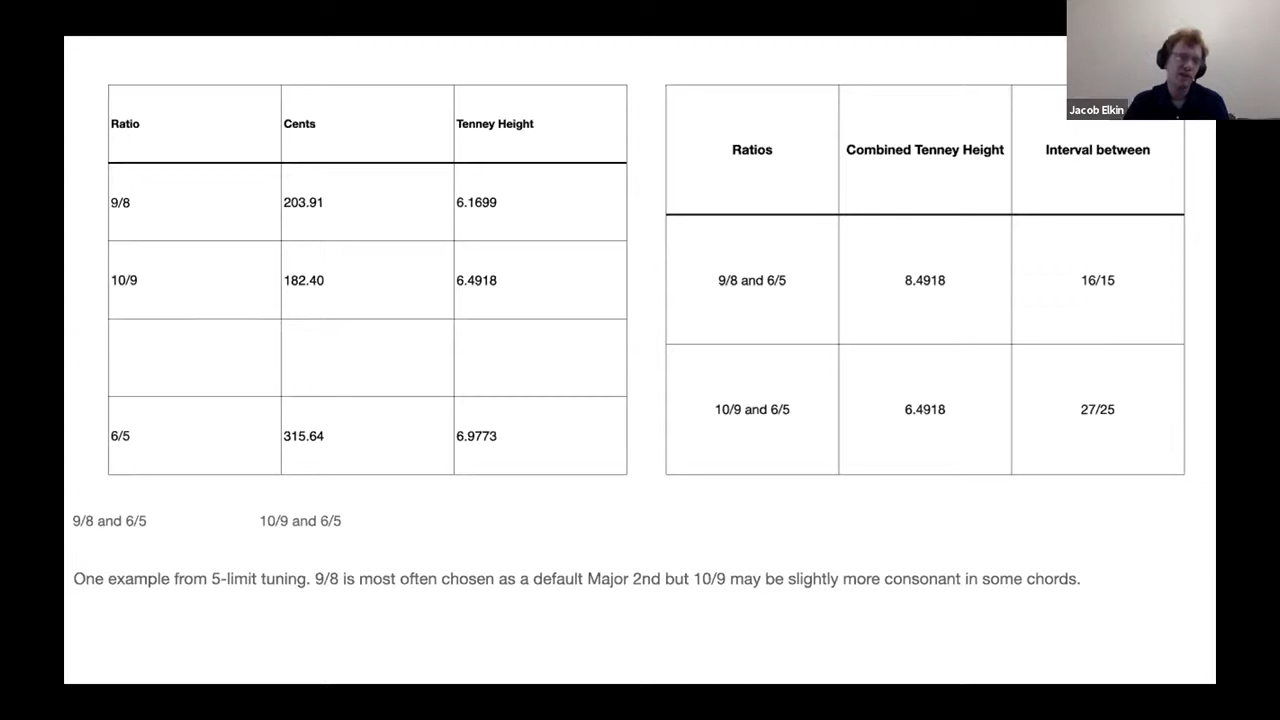 Jacob Elkin
Ratio Cents Tenney Height
9/8 203.91 6.1699
10/9 182.40 6.4918
6/5 315.64 6.9773
Ratios Combined Tenney Height Interval between
9/8 and 6/5 8.4918 16/15
10/9 and 6/5 6.4918 27/25
9/8 and 6/5 10/9 and 6/5
One example from 5-limit tuning. 9/8 is most often chosen as a default Major 2nd but 10/9 may be slightly more consonant in some chords.